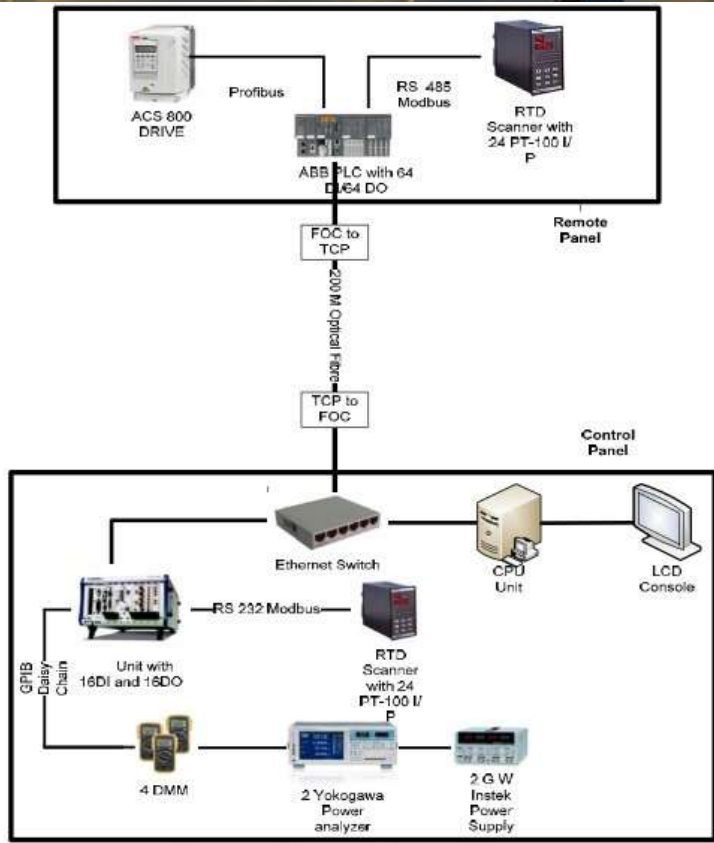 Profibus
RS 485
Modbus
ACS 800
DRIVE
RTD
Scanner with
24 PT-100 I/
P
ABB PLC with 64
DI/64 DO
Remote
Panel
FOC to
TCP
200 M Optical Fibre
TCP to
FOC
Control
Panel
Ethernet Switch
CPU
Unit
LCD
Console
RS 232 Modbus
Unit with
16DI and 16DO
RTD
Scanner
with 24
PT-100 I/
P
GPIB
Daisy
Chain
4 DMM
2 Yokogawa
Power
analyzer
2 G W
Instek
Power
Supply